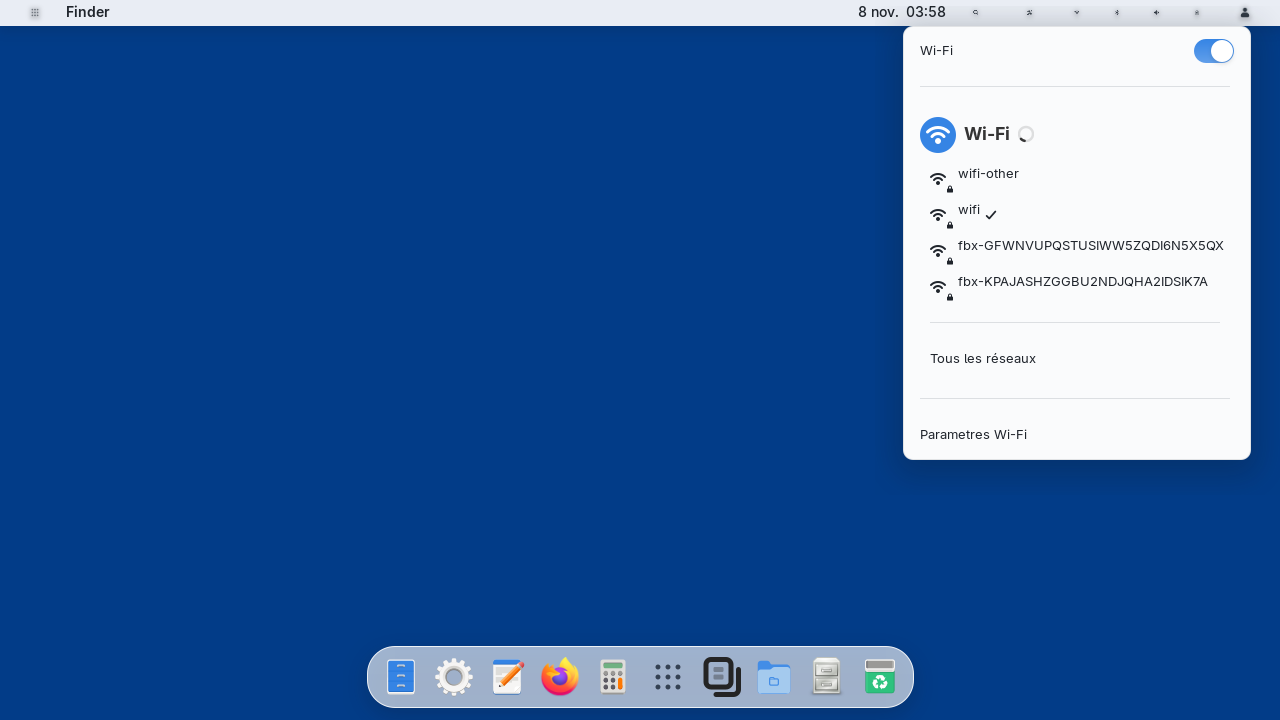 Finder
8 nov. 03:58
Wi-Fi
Wi-Fi
wifi-other
wifi
fbx-GFWNVUPQSTUSIWW5ZQDI6N5X5QX
fbx-KPAJASHZGGBU2NDJQHA2IDSIK7A
Tous les réseaux
Parametres Wi-Fi